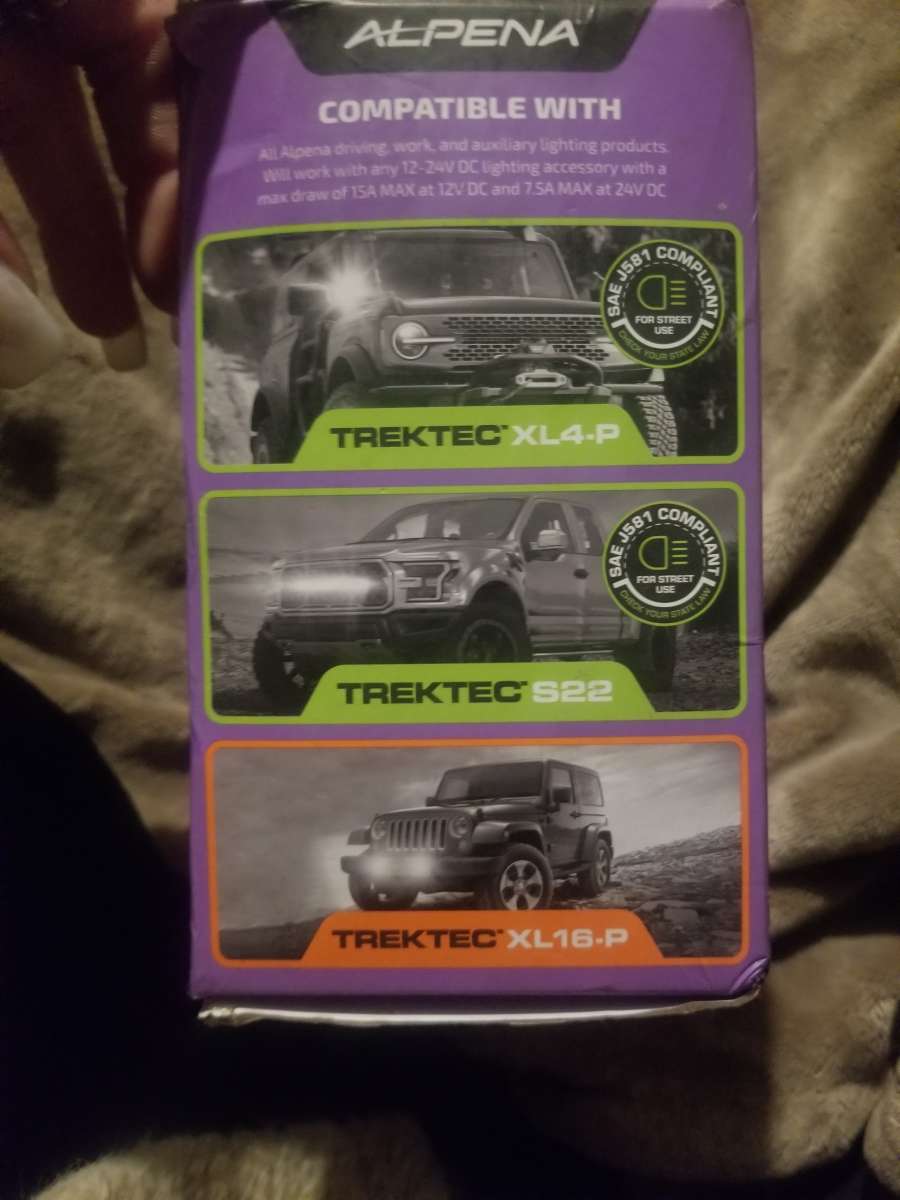 ALPENA
COMPATIBLE WITH
All Alpena driving, work, and auxiliary lighting products.
Will work with any 12-24V DC lighting accessory with a
max draw of 15A MAX at 12V DC and 7.5A MAX at 24V DC
SAE J581 COMPLIANT
FOR STREET
USE
CHECK YOUR STATE LAW
TREKTEC™ XL4-P
SAE J581 COMPLIANT
FOR STREET
USE
CHECK YOUR STATE LAW
TREKTEC™ S22
TREKTEC™ XL16-P